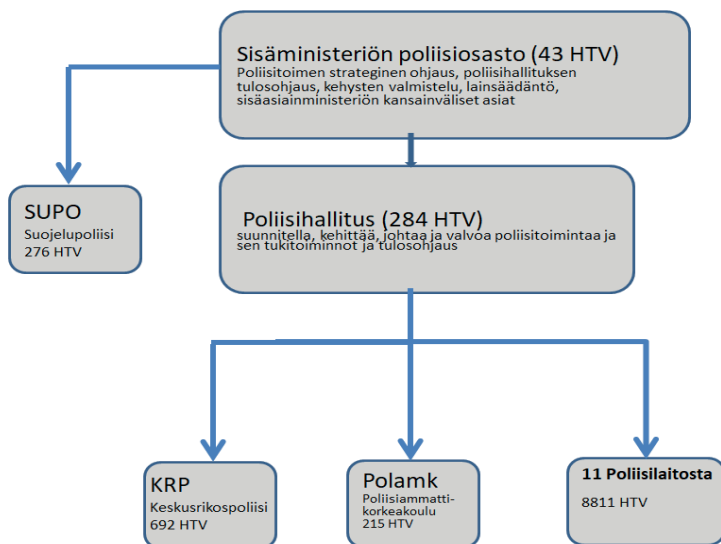 Sisäministeriön poliisiosasto (43 HTV)
Poliisitoimen strateginen ohjaus, poliisihallituksen
tulosohjaus, kehysten valmistelu, lainsäädäntö,
sisäasiainministeriön kansainväliset asiat
SUPO
Suojelupoliisi
276 HTV
Poliisihallitus (284 HTV)
suunnitella, kehittää, johtaa ja valvoa poliisitoimintaa ja
sen tukitoiminnot ja tulosohjaus
KRP
Keskusrikospoliisi
692 HTV
Polamk
Poliisiammatti-
korkeakoulu
215 HTV
11 Poliisilaitosta
8811 HTV